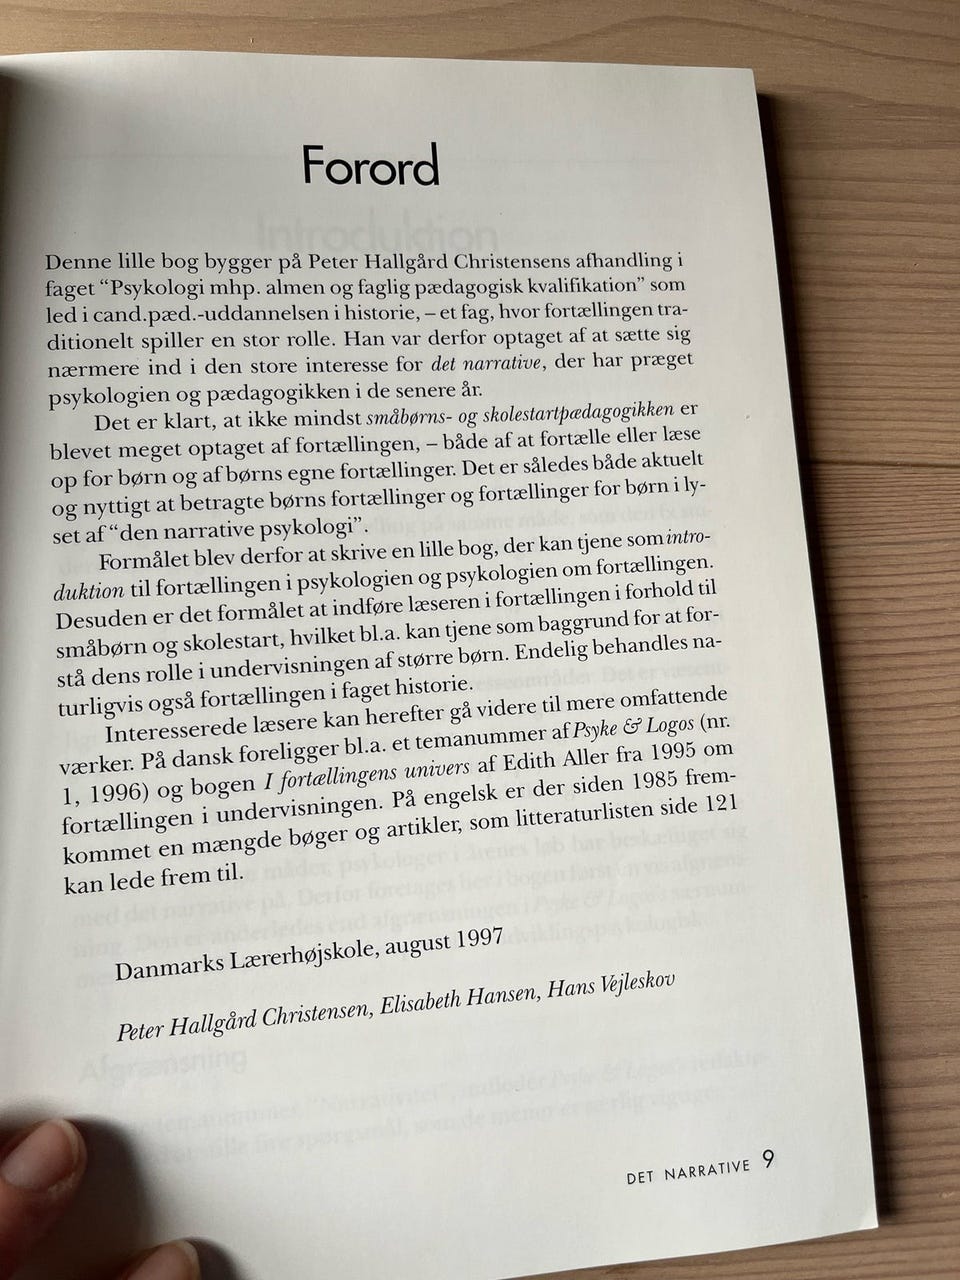 Forord
Denne lille bog bygger på Peter Hallgård Christensens afhandling i
faget “Psykologi mhp. almen og faglig pædagogisk kvalifikation” som
led i cand.pæd.-uddannelsen i historie, – et fag, hvor fortællingen tra-
ditionelt spiller en stor rolle. Han var derfor optaget af at sætte sig
nærmere ind i den store interesse for det narrative, der har præget
psykologien og pædagogikken i de senere år.
Det er klart, at ikke mindst småbørns- og skolestartpædagogikken er
blevet meget optaget af fortællingen, – både af at fortælle eller læse
op for børn og af børns egne fortællinger. Det er således både aktuelt
og nyttigt at betragte børns fortællinger og fortællinger for børn i ly-
set af “den narrative psykologi”.
Formålet blev derfor at skrive en lille bog, der kan tjene som intro-
duktion til fortællingen i psykologien og psykologien om fortællingen.
Desuden er det formålet at indføre læseren i fortællingen i forhold til
småbørn og skolestart, hvilket bl.a. kan tjene som baggrund for at for-
stå dens rolle i undervisningen af større børn. Endelig behandles na-
turligvis også fortællingen i faget historie.
Interesserede læsere kan herefter gå videre til mere omfattende
værker. På dansk foreligger bl.a. et temanummer af Psyke & Logos (nr.
1, 1996) og bogen I fortællingens univers af Edith Aller fra 1995 om
fortællingen i undervisningen. På engelsk er der siden 1985 frem-
kommet en mængde bøger og artikler, som litteraturlisten side 121
kan lede frem til.
Danmarks Lærerhøjskole, august 1997
Peter Hallgård Christensen, Elisabeth Hansen, Hans Vejleskov
DET NARRATIVE 9